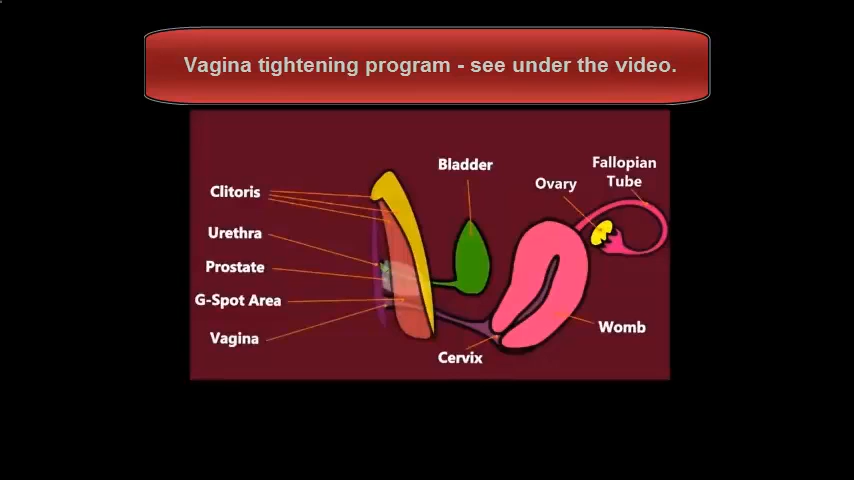 Vagina tightening program - see under the video.
Bladder
Fallopian
Tube
Ovary
Clitoris
Urethra
Prostate
G-Spot Area
Vagina
Womb
Cervix